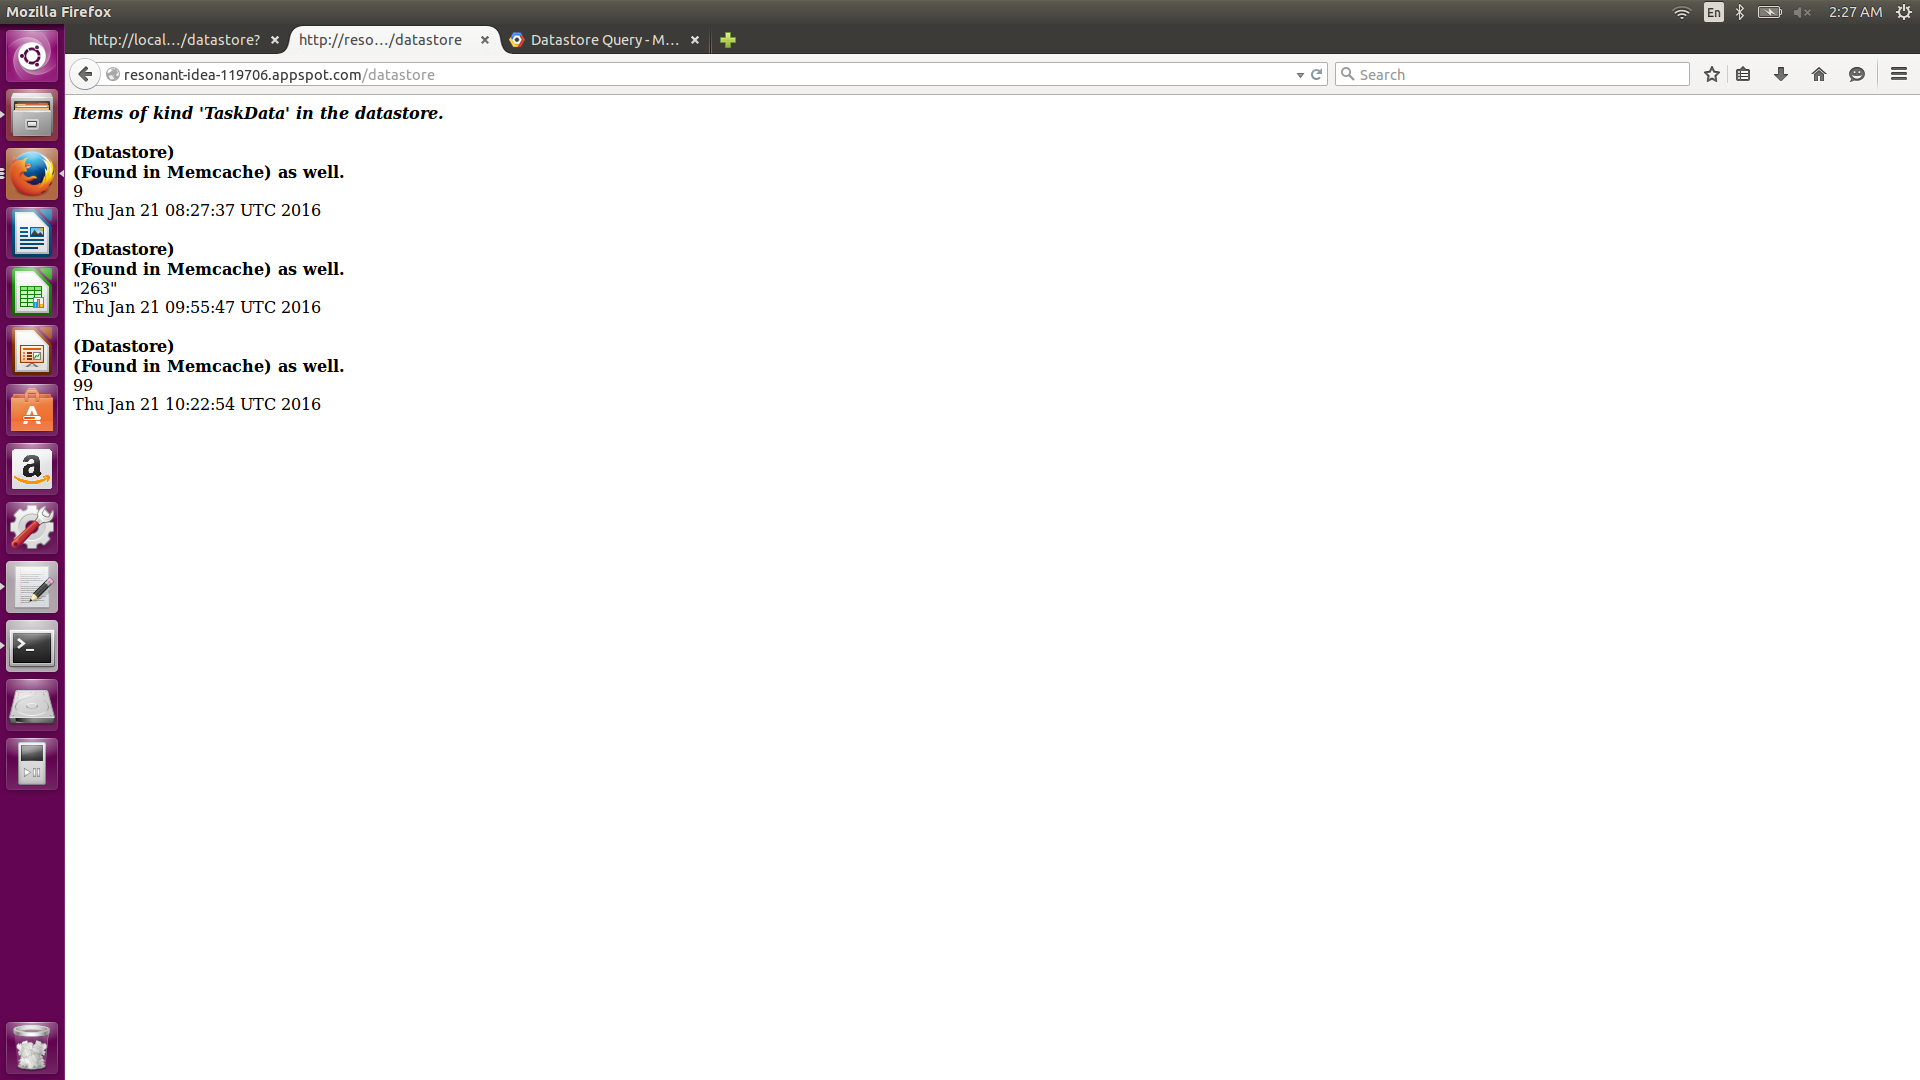 Mozilla Firefox
En
2:27 AM
http://local.../datastore?
http://reso.../datastore
Datastore Query - M...
resonant-idea-119706.appspot.com/datastore
Search
Items of kind 'TaskData' in the datastore.
(Datastore)
(Found in Memcache) as well.
9
Thu Jan 21 08:27:37 UTC 2016
(Datastore)
(Found in Memcache) as well.
"263"
Thu Jan 21 09:55:47 UTC 2016
(Datastore)
(Found in Memcache) as well.
99
Thu Jan 21 10:22:54 UTC 2016